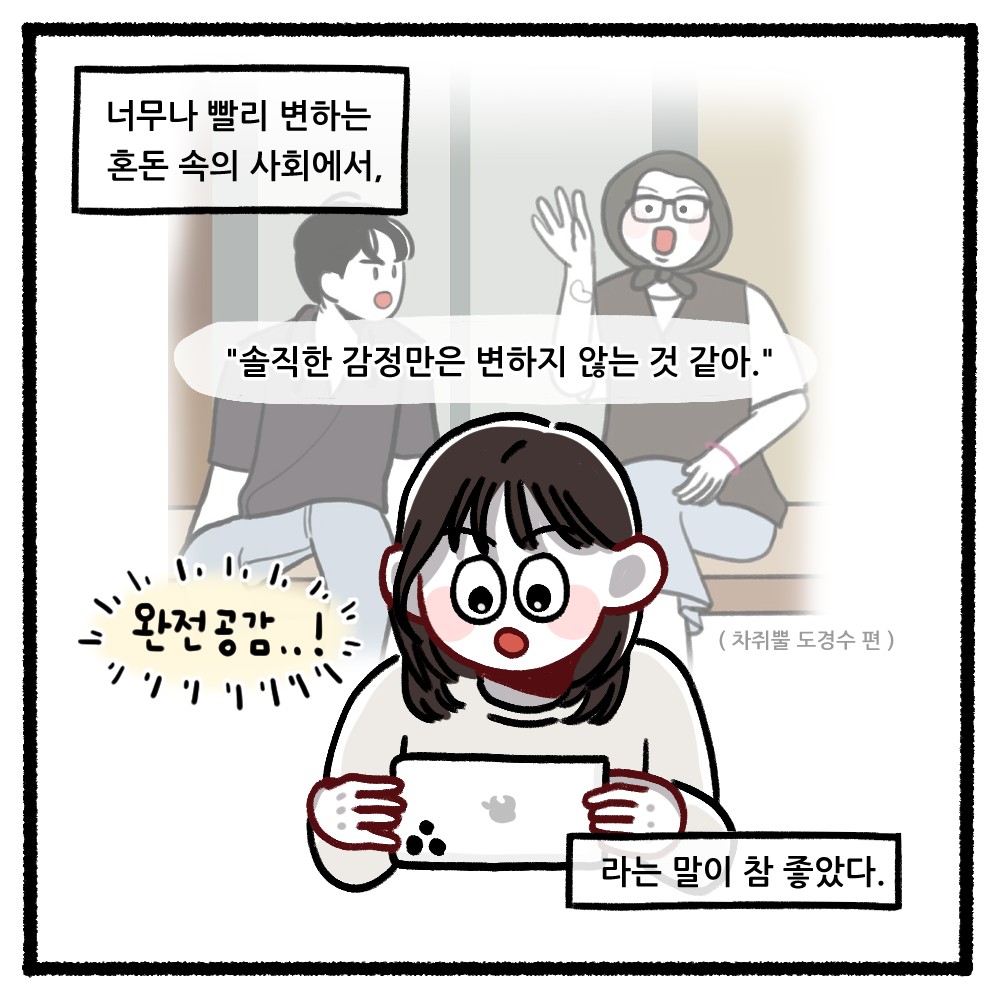 너무나 빨리 변하는
혼돈 속의 사회에서,
"솔직한 감정만은 변하지 않는 것 같아."
완전공감..!
( 차쥐뿔 도경수 편 )
라는 말이 참 좋았다.